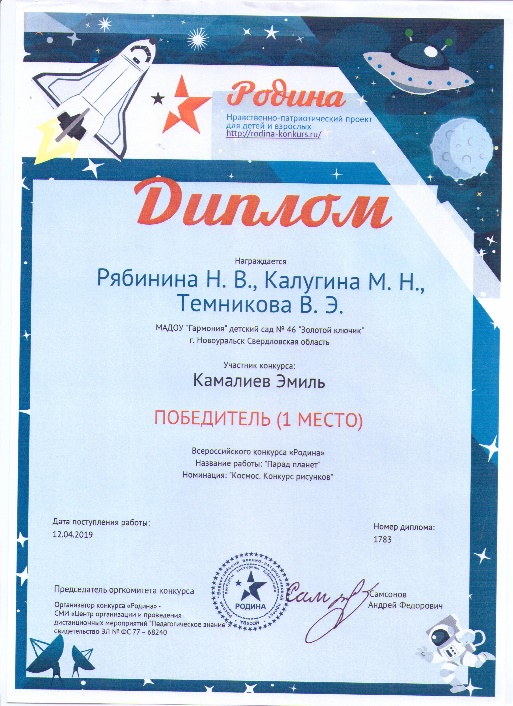 Родина
Нравственно-патриотический проект
для детей и взрослых
http://rodina-konkurs.ru/
Диплом
Награждается
Рябинина Н. В., Калугина М. Н.,
Темникова В. Э.
МАДОУ "Гармония" детский сад № 46 "Золотой ключик"
г. Новоуральск Свердловская область
Участник конкурса:
Камалиев Эмиль
ПОБЕДИТЕЛЬ (1 МЕСТО)
Всероссийского конкурса «Родина»
Название работы: "Парад планет"
Номинация: "Космос. Конкурс рисунков"
Дата поступления работы:
12.04.2019
Номер диплома:
1783
Председатель оргкомитета конкурса
Самсонов
Андрей Федорович
Организатор конкурса «Родина» -
СМИ «Центр организации и проведения
дистанционных мероприятий "Педагогическое знание"»
свидетельство ЭЛ № ФС 77 – 68240
РОДИНА